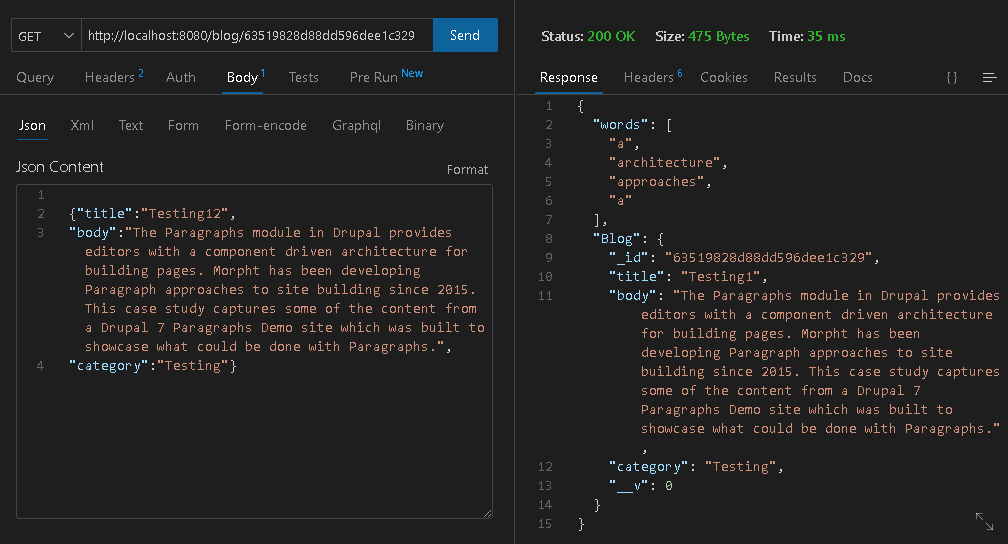 GET http://localhost:8080/blog/63519828d88dd596dee1c329 Send
Query Headers 2 Auth Body 1 Tests Pre Run New
Json Xml Text Form Form-encode Graphql Binary
Json Content Format
1
2 {"title":"Testing12",
3 "body":"The Paragraphs module in Drupal provides
editors with a component driven architecture for
building pages. Morpht has been developing
Paragraph approaches to site building since 2015.
This case study captures some of the content from
a Drupal 7 Paragraphs Demo site which was built to
showcase what could be done with Paragraphs.",
4 "category":"Testing"}
Status: 200 OK Size: 475 Bytes Time: 35 ms
Response Headers 6 Cookies Results Docs {}
1 {
2 "words": [
3 "a",
4 "architecture",
5 "approaches",
6 "a"
7 ],
8 "Blog": {
9 "_id": "63519828d88dd596dee1c329",
10 "title": "Testing1",
11 "body": "The Paragraphs module in Drupal provides
editors with a component driven architecture
for building pages. Morpht has been
developing Paragraph approaches to site
building since 2015. This case study captures
some of the content from a Drupal 7
Paragraphs Demo site which was built to
showcase what could be done with Paragraphs."
,
12 "category": "Testing",
13 "__v": 0
14 }
15 }